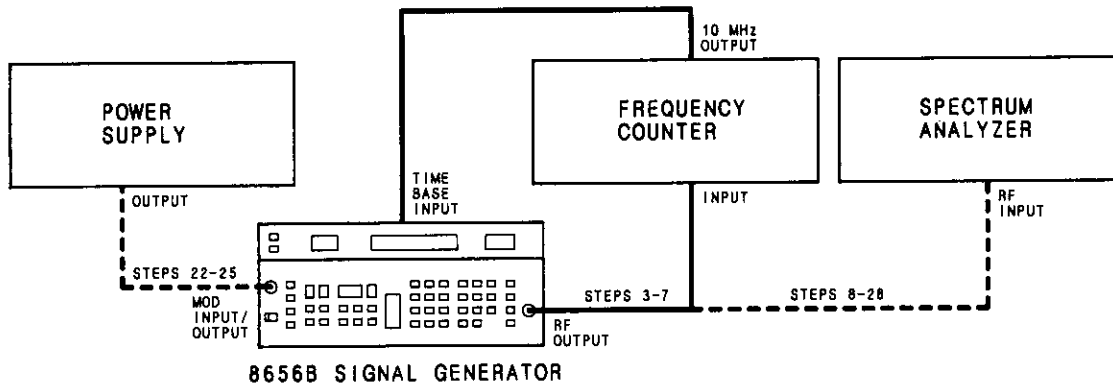 10 MHz
OUTPUT
POWER
SUPPLY
FREQUENCY
COUNTER
SPECTRUM
ANALYZER
OUTPUT
TIME
BASE
INPUT
INPUT
RF
INPUT
STEPS 22-25
MOD
INPUT/
OUTPUT
STEPS 3-7
STEPS 8-28
RF
OUTPUT
8656B SIGNAL GENERATOR